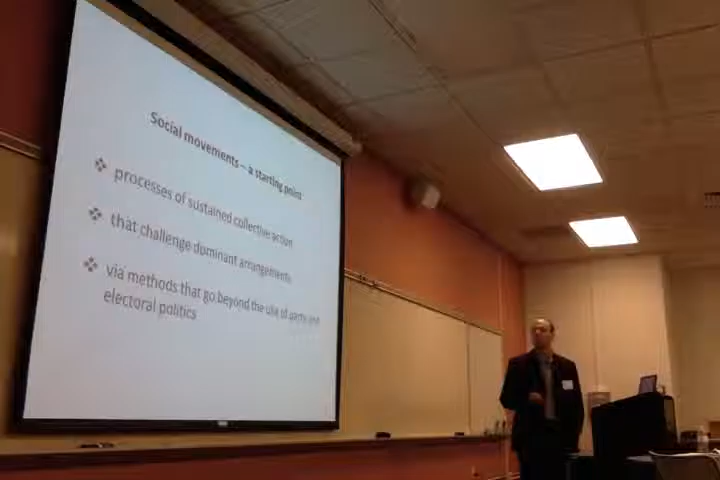 Social movements – a starting point
processes of sustained collective action
that challenge dominant arrangements
via methods that go beyond the use of party and
electoral politics